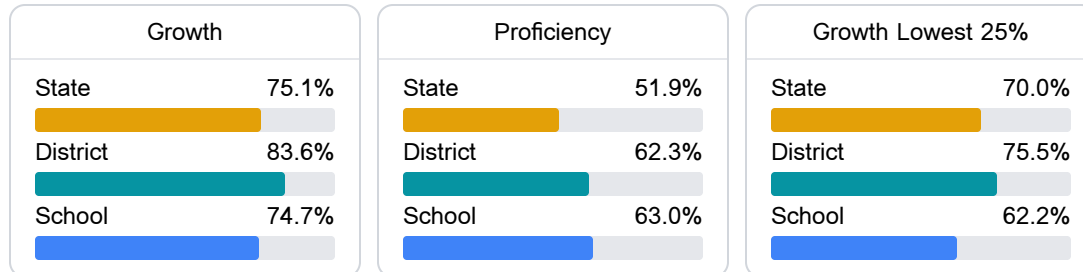 Growth
State 75.1%
District 83.6%
School 74.7%
Proficiency
State 51.9%
District 62.3%
School 63.0%
Growth Lowest 25%
State 70.0%
District 75.5%
School 62.2%